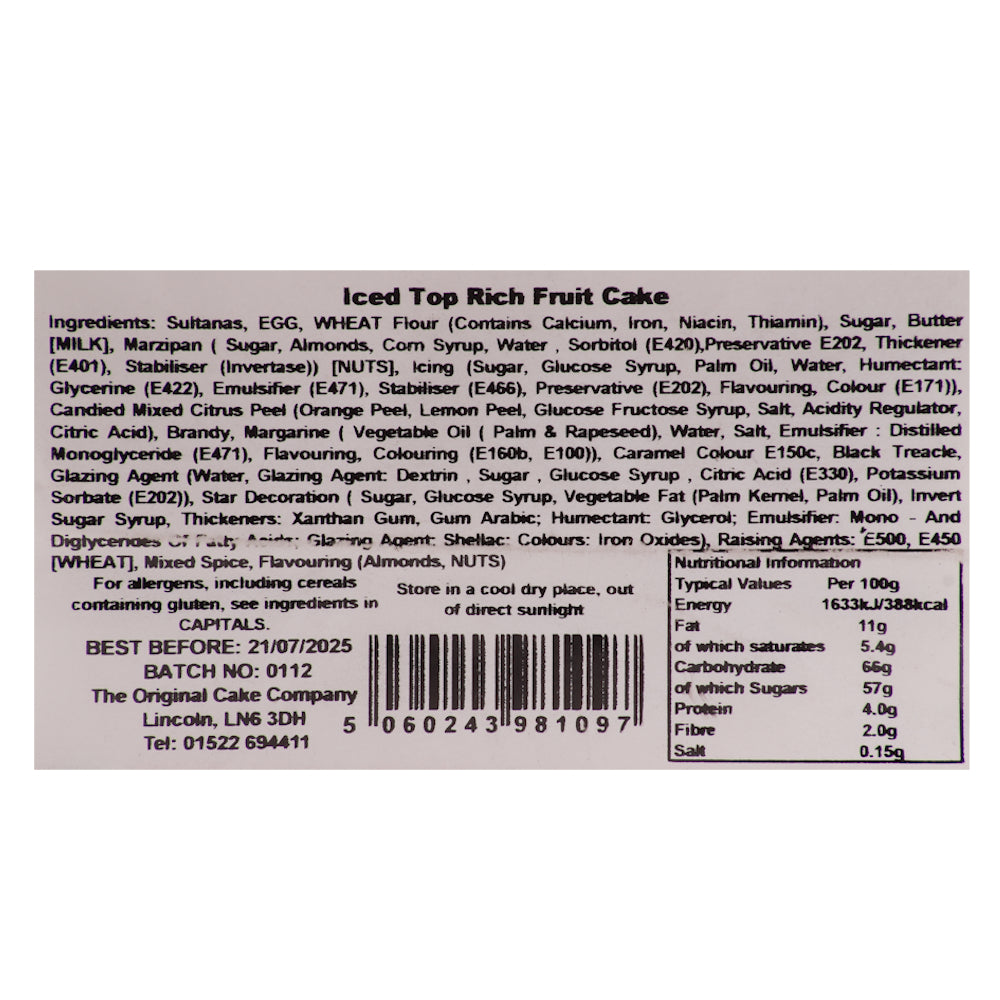 Iced Top Rich Fruit Cake
Ingredients: Sultanas, EGG, WHEAT Flour (Contains Calcium, Iron, Niacin, Thiamin), Sugar, Butter
[MILK], Marzipan ( Sugar, Almonds, Corn Syrup, Water , Sorbitol (E420),Preservative E202, Thickener
(E401), Stabiliser (Invertase)) [NUTS], Icing (Sugar, Glucose Syrup, Palm Oil, Water, Humectant:
Glycerine (E422), Emulsifier (E471), Stabiliser (E466), Preservative (E202), Flavouring, Colour (E171)),
Candied Mixed Citrus Peel (Orange Peel, Lemon Peel, Glucose Fructose Syrup, Salt, Acidity Regulator,
Citric Acid), Brandy, Margarine ( Vegetable Oil ( Palm & Rapeseed), Water, Salt, Emulsifier : Distilled
Monoglyceride (E471), Flavouring, Colouring (E160b, E100)), Caramel Colour E150c, Black Treacle,
Glazing Agent (Water, Glazing Agent: Dextrin , Sugar , Glucose Syrup , Citric Acid (E330), Potassium
Sorbate (E202)), Star Decoration ( Sugar, Glucose Syrup, Vegetable Fat (Palm Kernel, Palm Oil), Invert
Sugar Syrup, Thickeners: Xanthan Gum, Gum Arabic; Humectant: Glycerol; Emulsifier: Mono - And
Diglycerides Of Fatty Acids; Glazing Agent: Shellac: Colours: Iron Oxides), Raising Agents: E500, E450
[WHEAT], Mixed Spice, Flavouring (Almonds, NUTS)
For allergens, including cereals
containing gluten, see ingredients in
CAPITALS.
Store in a cool dry place, out
of direct sunlight
BEST BEFORE: 21/07/2025
BATCH NO: 0112
The Original Cake Company
Lincoln, LN6 3DH
Tel: 01522 694411
5 060243 981097
Nutritional Information
Typical Values Per 100g
Energy 1633kJ/388kcal
Fat 11g
of which saturates 5.4g
Carbohydrate 66g
of which Sugars 57g
Protein 4.0g
Fibre 2.0g
Salt 0.15g